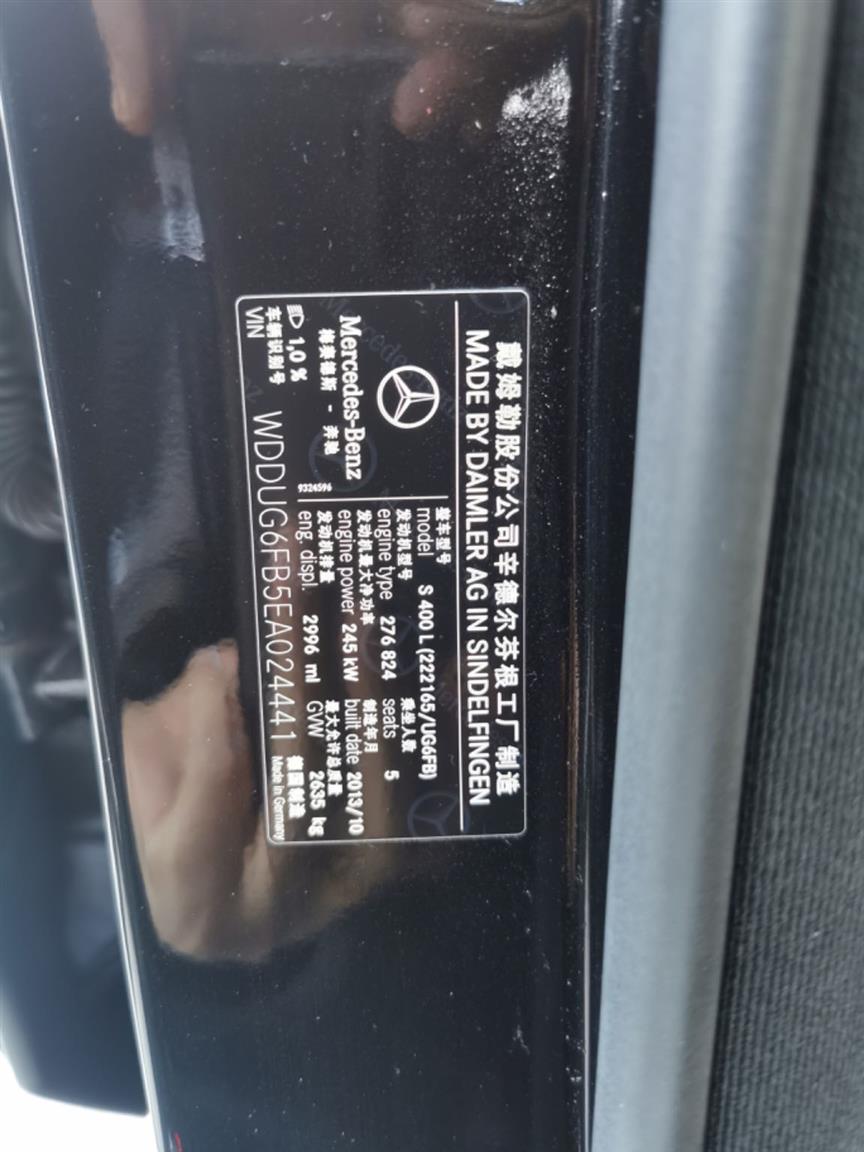 戴姆勒股份公司辛德尔芬根工厂制造
MADE BY DAIMLER AG IN SINDELFINGEN
Mercedes-Benz
梅赛德斯 - 奔驰
9324596
整车型号
model S 400 L (222165/UG6FB)
发动机型号 乘坐人数
engine type 276 824 seats 5
发动机最大净功率 制造年月
engine power 245 kW built date 2013/10
发动机排量 最大允许总质量
eng. displ. 2996 ml GVW 2635 kg
1,0 %
车辆识别号 德国制造
VIN WDDUG6FB5EA024441 Made in Germany